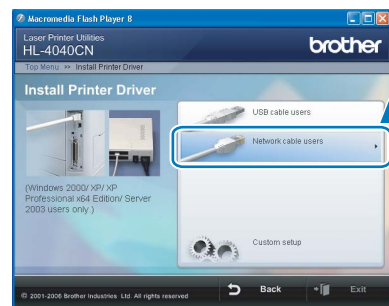 Macromedia Flash Player 8
Laser Printer Utilities
HL-4040CN
brother
Top Menu >> Install Printer Driver
Install Printer Driver
USB cable users
Network cable users
(Windows 2000/ XP/ XP
Professional x64 Edition/ Server
2003 users only.)
Custom setup
© 2001-2006 Brother Industries Ltd. All rights reserved
Back
Exit